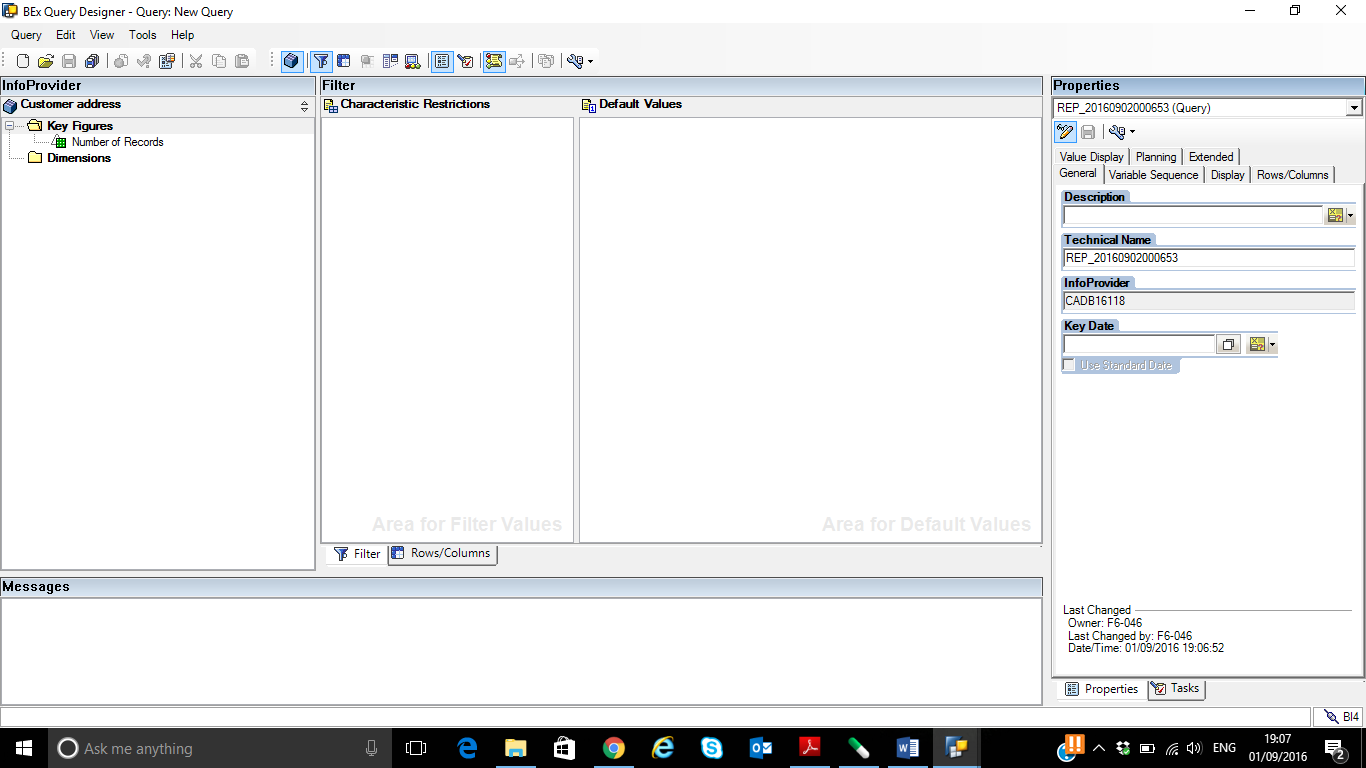 BEx Query Designer - Query: New Query
Query Edit View Tools Help
InfoProvider
Customer address
Key Figures
Number of Records
Dimensions
Filter
Characteristic Restrictions
Default Values
Area for Filter Values
Area for Default Values
Filter
Rows/Columns
Messages
Properties
REP_20160902000653 (Query)
Value Display Planning Extended
General Variable Sequence Display Rows/Columns
Description
Technical Name
REP_20160902000653
InfoProvider
CADB16118
Key Date
Use Standard Date
Last Changed
Owner: F6-046
Last Changed by: F6-046
Date/Time: 01/09/2016 19:06:52
Properties Tasks
BI4
Ask me anything
ENG
19:07
01/09/2016
2